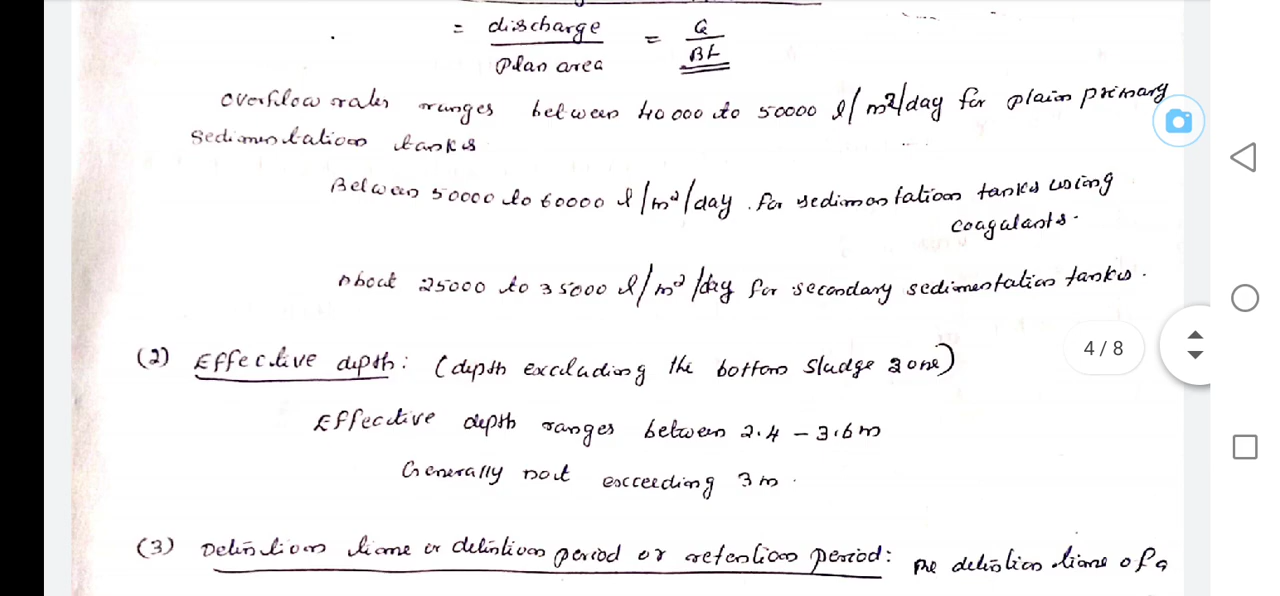 = discharge / Plan area = Q / BL
overflow rates ranges between 40 000 to 50000 l/m2/day for plain primary
sedimentation tanks
Between 50000 to 60000 l/m2/day. for sedimentation tanks using
coagulants.
About 25000 to 35000 l/m2/day for secondary sedimentation tanks.
(2) Effective depth: (depth excluding the bottom sludge zone)
4 / 8
Effective depth ranges between 2.4 - 3.6m
Generally not exceeding 3m.
(3) Detention time or detention period or retention period: The detention time of a